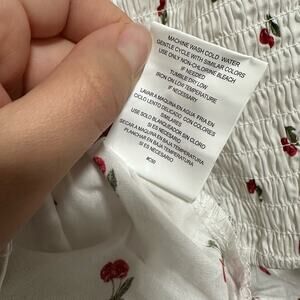 MACHINE WASH COLD WATER
GENTLE CYCLE WITH SIMILAR COLORS
USE ONLY NON-CHLORINE BLEACH
IF NEEDED
TUMBLE DRY LOW
IRON ON LOW TEMPERATURE
IF NECESSARY
LAVAR A MAQUINA EN AGUA FRIA EN
CICLO LENTO DELICADO CON COLORES
SIMILARES
USE SOLO BLANQUEADOR SIN CLORO
SI ES NECESARIO
SECAR A MAQUINA EN BAJA TEMPERATURA
PLANCHAR EN BAJA TEMPERATURA
SI ES NECESARIO